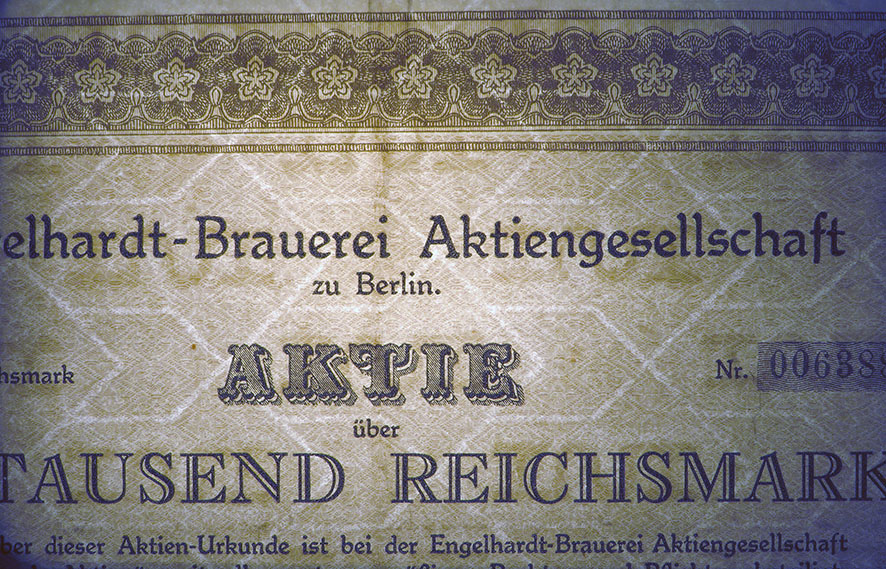 elhardt-Brauerei Aktiengesellschaft
zu Berlin.
hsmark
AKTIE
Nr. 00638
über
TAUSEND REICHSMARK
ber dieser Aktien-Urkunde ist bei der Engelhardt-Brauerei Aktiengesellschaft